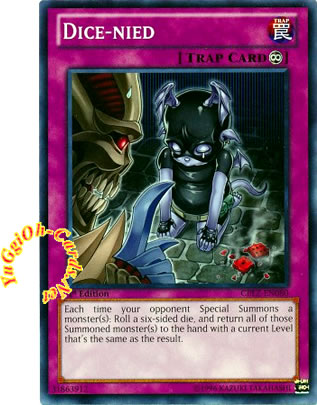 DICE-NIED
TRAP
罠
TRAP CARD
YuGgiOh-Cards.Net
Edition
Each time your opponent Special Summons a
monster(s): Roll a six-sided die, and return all of those
Summoned monster(s) to the hand with a current Level
that's the same as the result.
©1996 KAZUKI TAKAHASHI